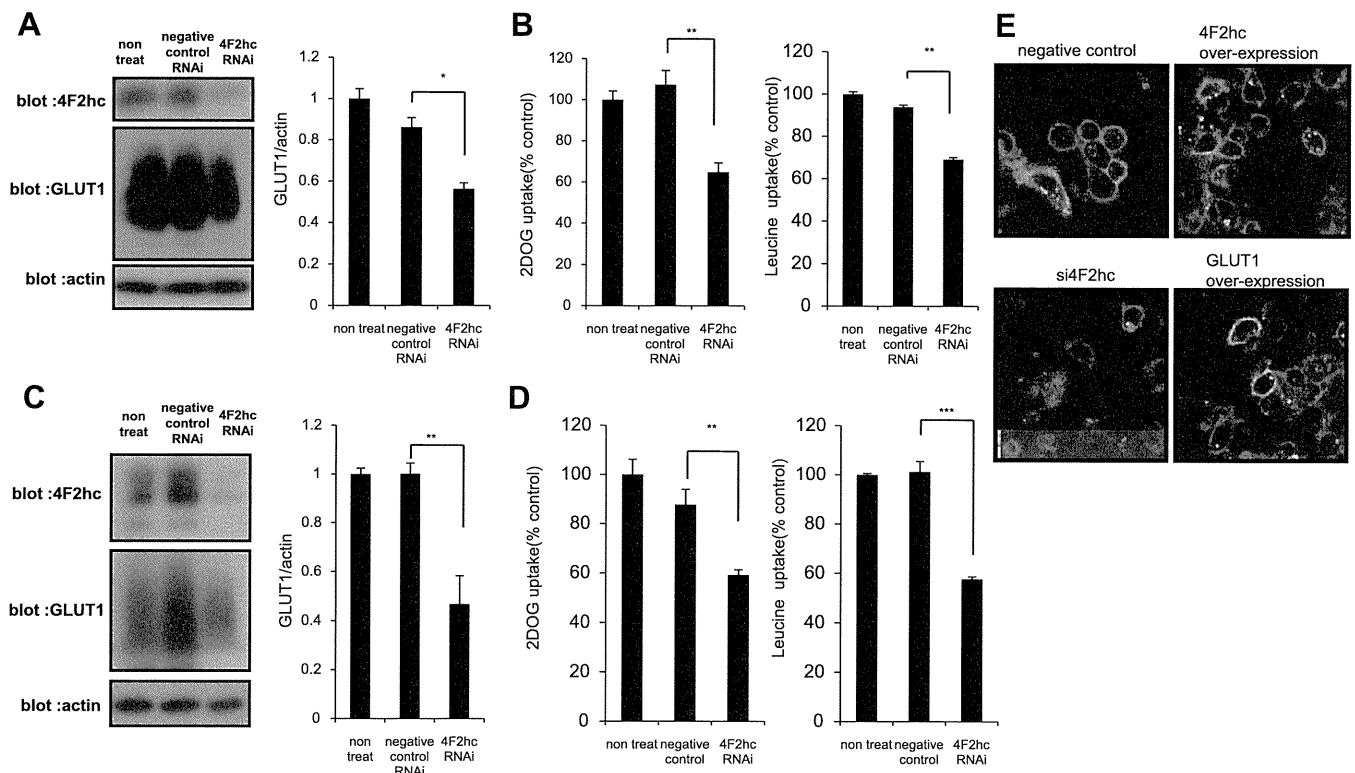 A
non
treat
negative
control
RNAi
4F2hc
RNAi
blot :4F2hc
blot :GLUT1
blot :actin
GLUT1/actin
1.2
1
0.8
0.6
0.4
0.2
0
*
non treat
negative
control
RNAi
4F2hc
RNAi
B
2DOG uptake(% control)
120
100
80
60
40
20
0
**
non treat
negative
control
RNAi
4F2hc
RNAi
Leucine uptake(% control)
120
100
80
60
40
20
0
**
non
treat
negative
control
RNAi
4F2hc
RNAi
C
non
treat
negative
control
RNAi
4F2hc
RNAi
blot :4F2hc
blot :GLUT1
blot :actin
GLUT1/actin
1.2
1
0.8
0.6
0.4
0.2
0
**
non
treat
negative
control
RNAi
4F2hc
RNAi
D
2DOG uptake(% control)
120
100
80
60
40
20
0
**
non treat
negative
control
4F2hc
RNAi
Leucine uptake(% control)
120
100
80
60
40
20
0
***
non treat
negative
control
4F2hc
RNAi
E
negative control
4F2hc
over-expression
si4F2hc
GLUT1
over-expression